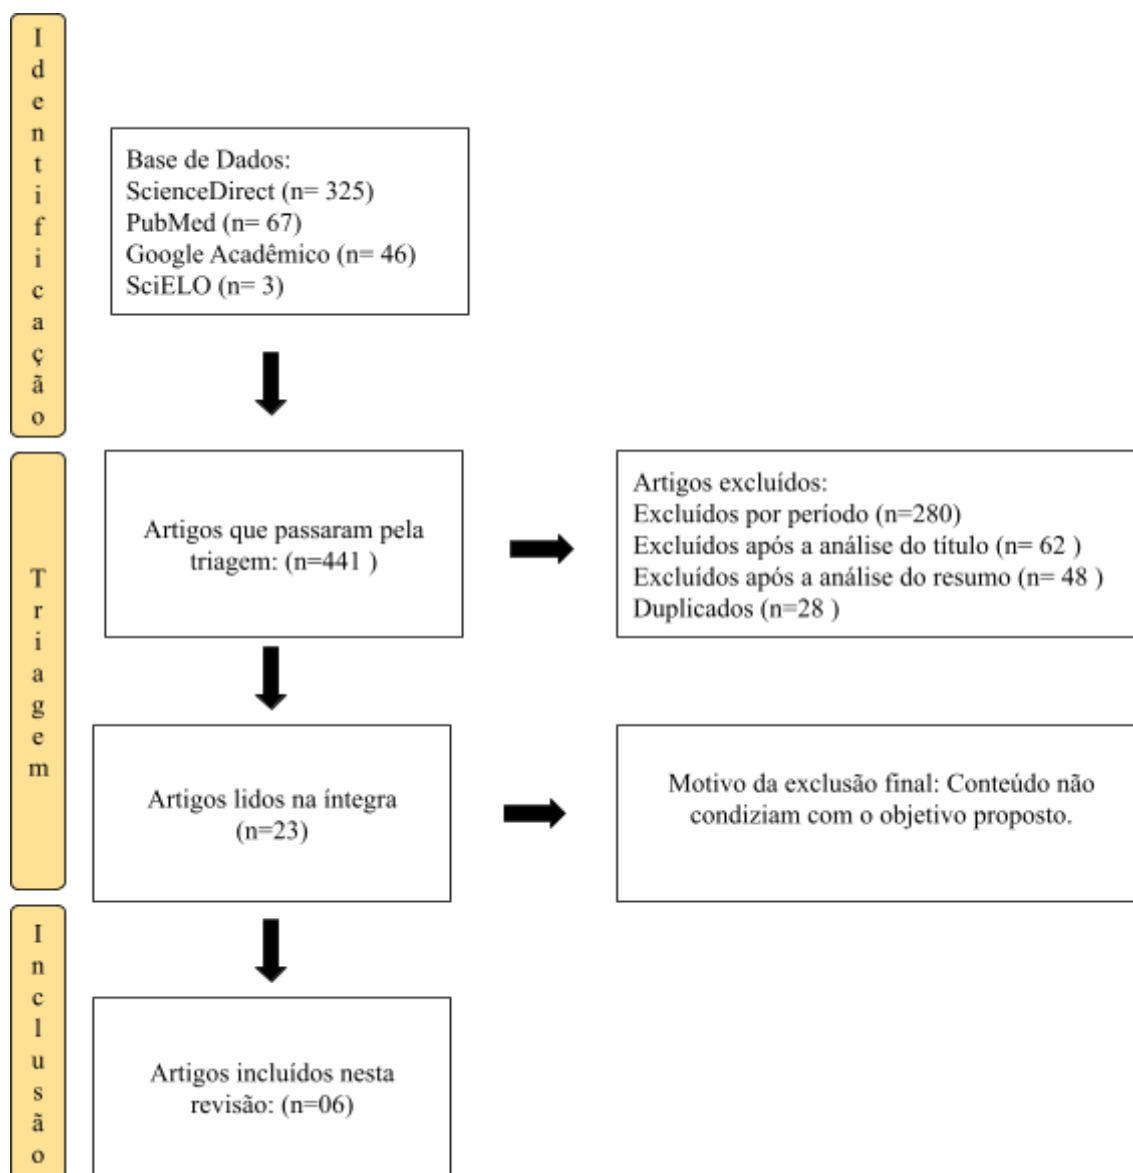 Identificação
Base de Dados:
ScienceDirect (n= 325)
PubMed (n= 67)
Google Acadêmico (n= 46)
SciELO (n= 3)
Triagem
Artigos que passaram pela
triagem: (n=441 )
Artigos excluídos:
Excluídos por período (n=280)
Excluídos após a análise do título (n= 62 )
Excluídos após a análise do resumo (n= 48 )
Duplicados (n=28 )
Artigos lidos na íntegra
(n=23)
Motivo da exclusão final: Conteúdo não
condiziam com o objetivo proposto.
Inclusão
Artigos incluídos nesta
revisão: (n=06)